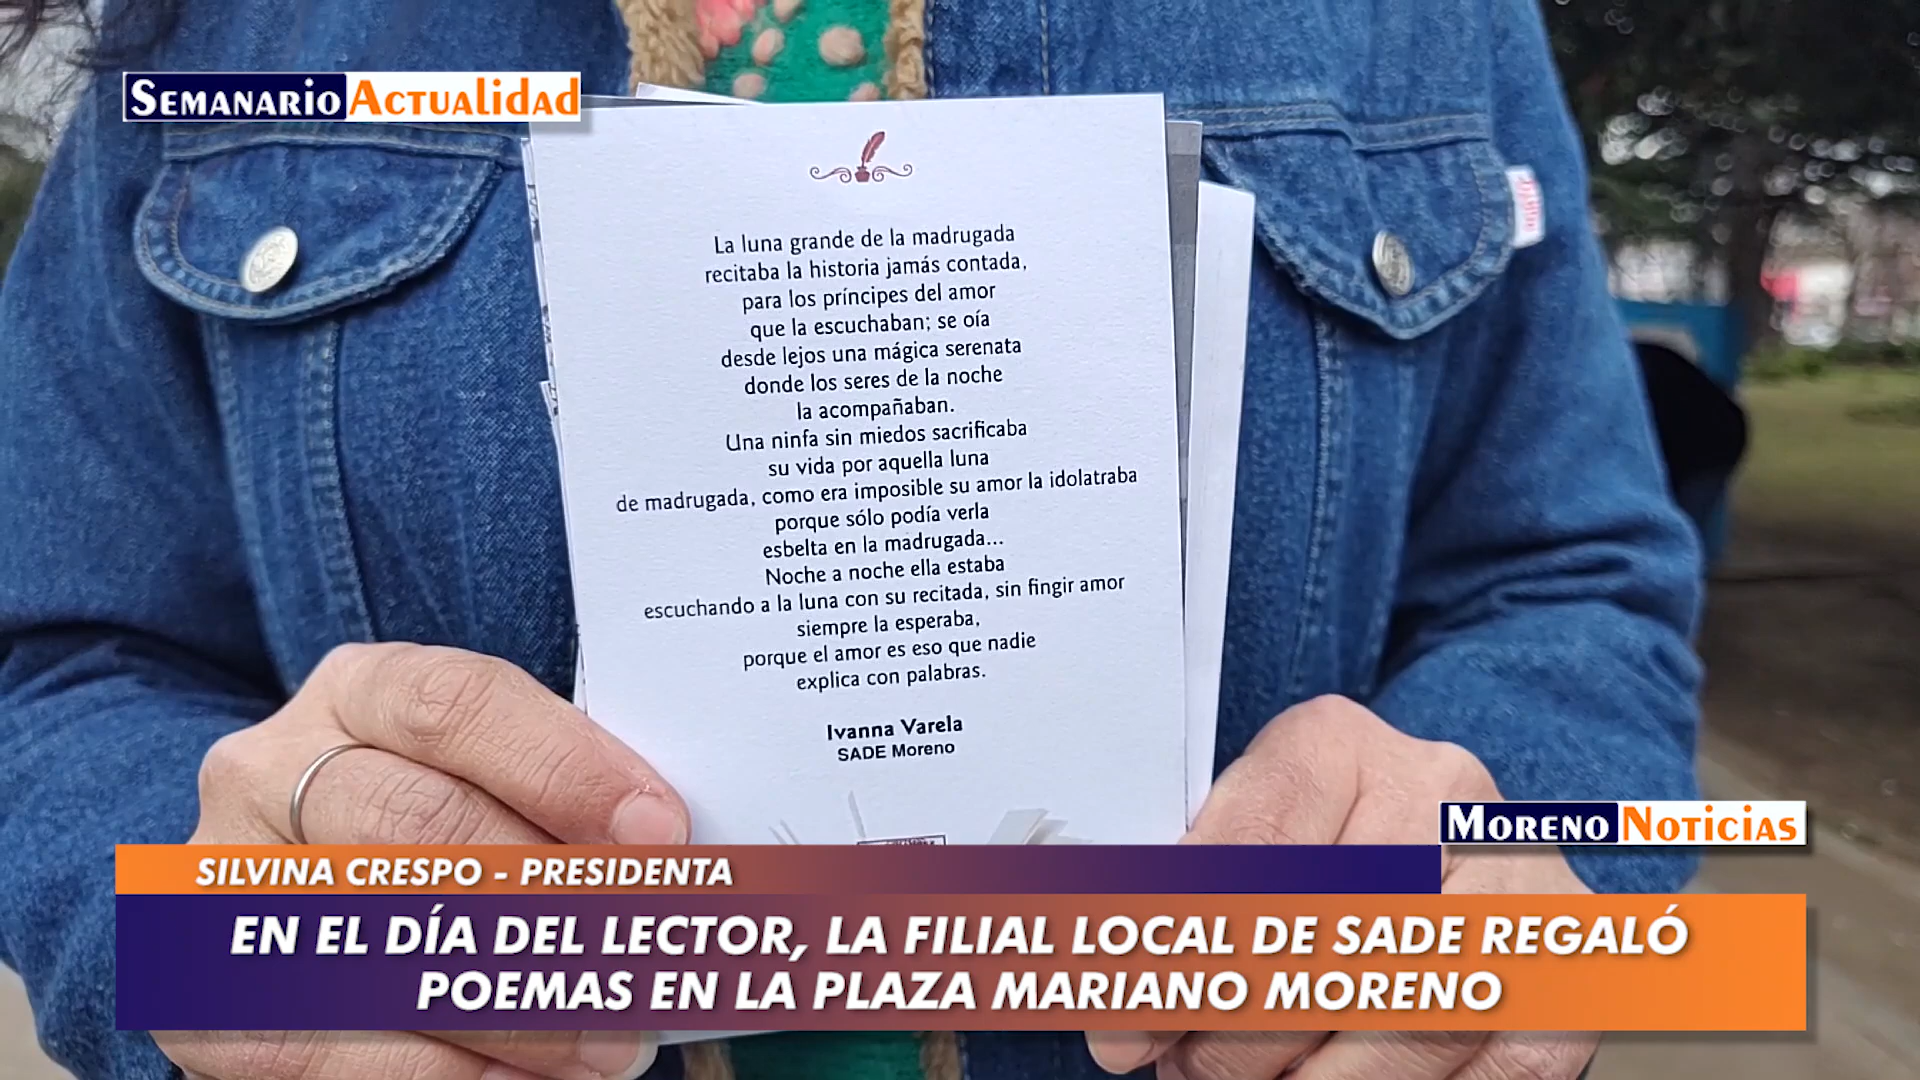 Semanario Actualidad
La luna grande de la madrugada
recitaba la historia jamás contada,
para los príncipes del amor
que la escuchaban; se oía
desde lejos una mágica serenata
donde los seres de la noche
la acompañaban.
Una ninfa sin miedos sacrificaba
su vida por aquella luna
de madrugada, como era imposible su amor la idolatraba
porque sólo podía verla
esbelta en la madrugada...
Noche a noche ella estaba
escuchando a la luna con su recitada, sin fingir amor
siempre la esperaba,
porque el amor es eso que nadie
explica con palabras.
Ivanna Varela
SADE Moreno
Moreno Noticias
SILVINA CRESPO - PRESIDENTA
EN EL DÍA DEL LECTOR, LA FILIAL LOCAL DE SADE REGALÓ
POEMAS EN LA PLAZA MARIANO MORENO